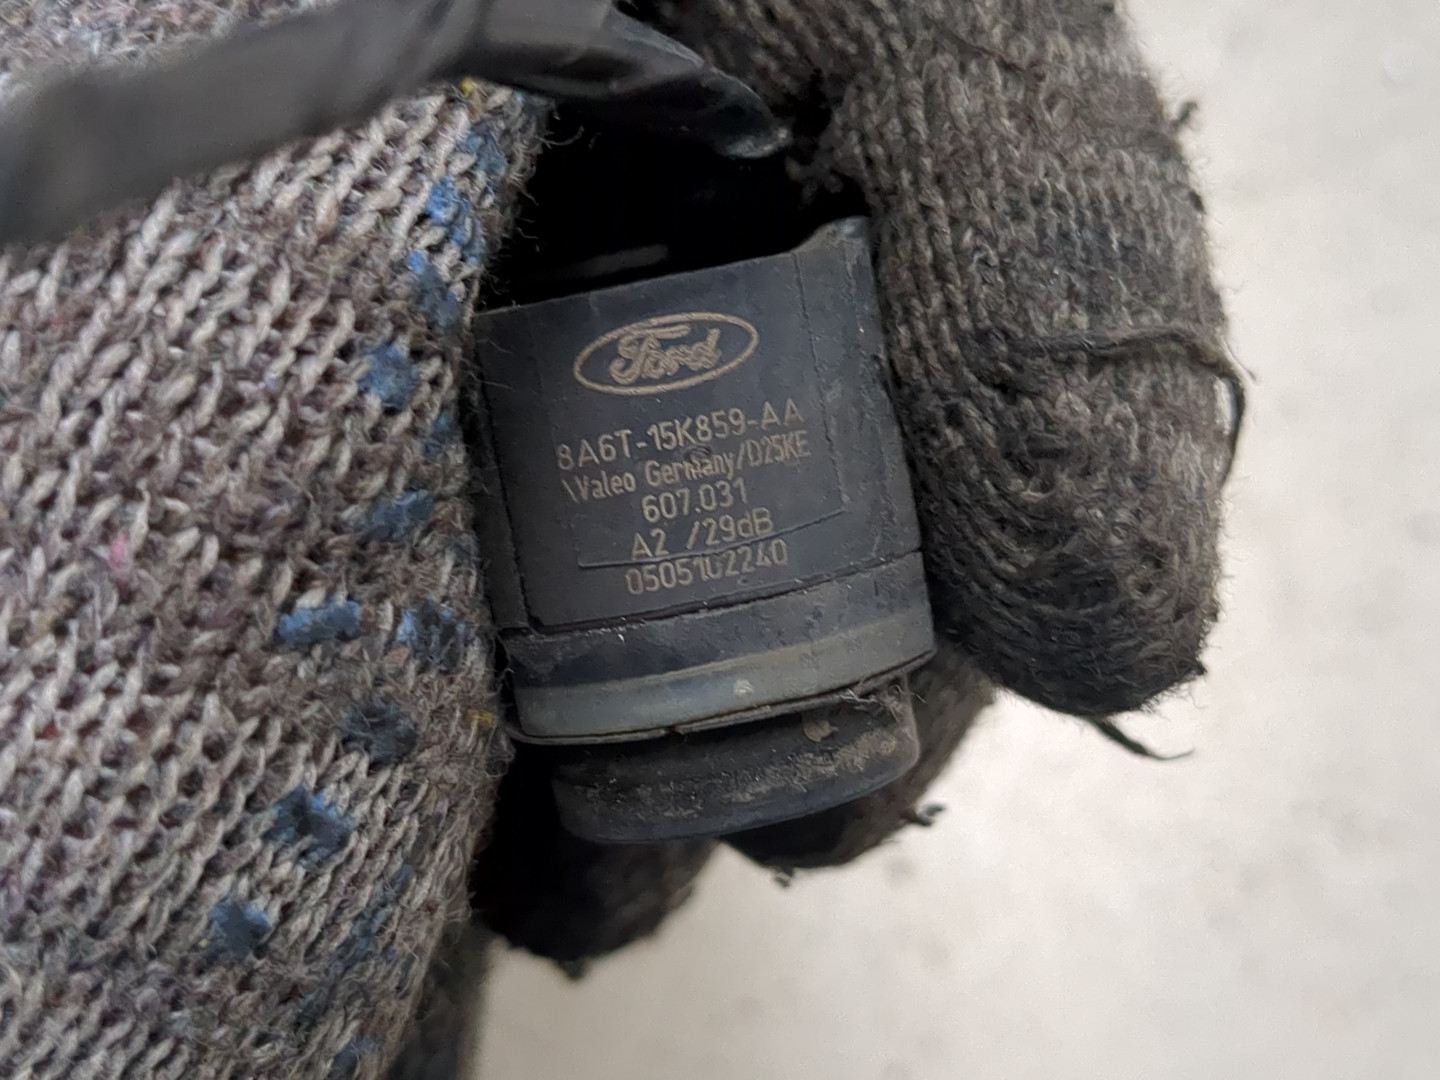 Ford
8A6T-15K859-AA
\Valeo Germany/D25KE
607.031
A2 /29dB
0505102240